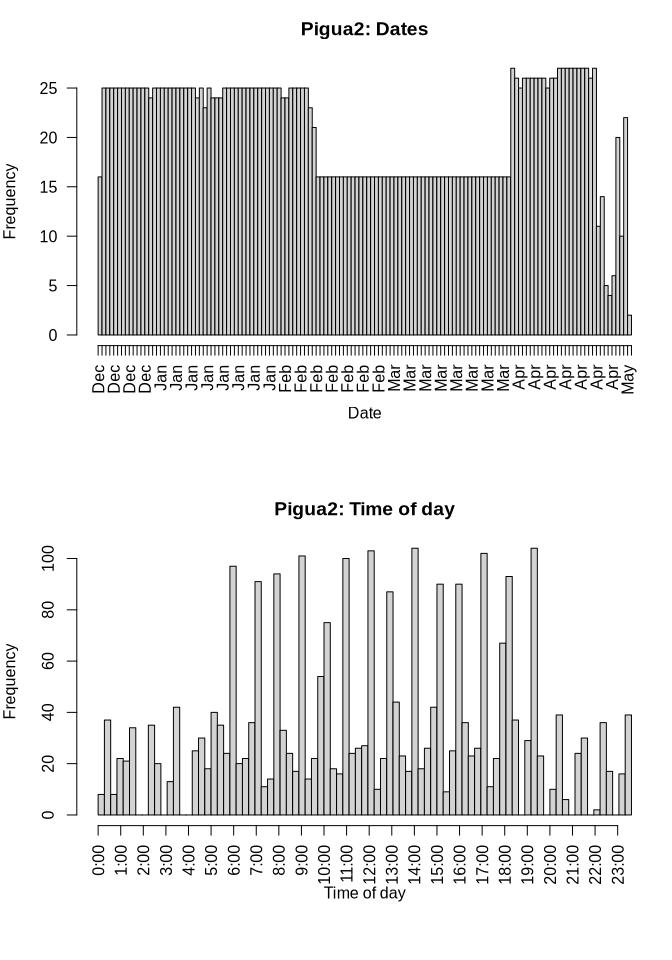 Pigua2: Dates
Frequency
25
20
15
10
5
0
Dec Dec Dec Dec Jan Jan Jan Jan Jan Jan Jan Jan Feb Feb Feb Feb Feb Feb Feb Mar Mar Mar Mar Mar Mar Mar Mar Apr Apr Apr Apr Apr Apr Apr May
Date
Pigua2: Time of day
Frequency
100
80
60
40
20
0
0:00 1:00 2:00 3:00 4:00 5:00 6:00 7:00 8:00 9:00 10:00 11:00 12:00 13:00 14:00 15:00 16:00 17:00 18:00 19:00 20:00 21:00 22:00 23:00
Time of day